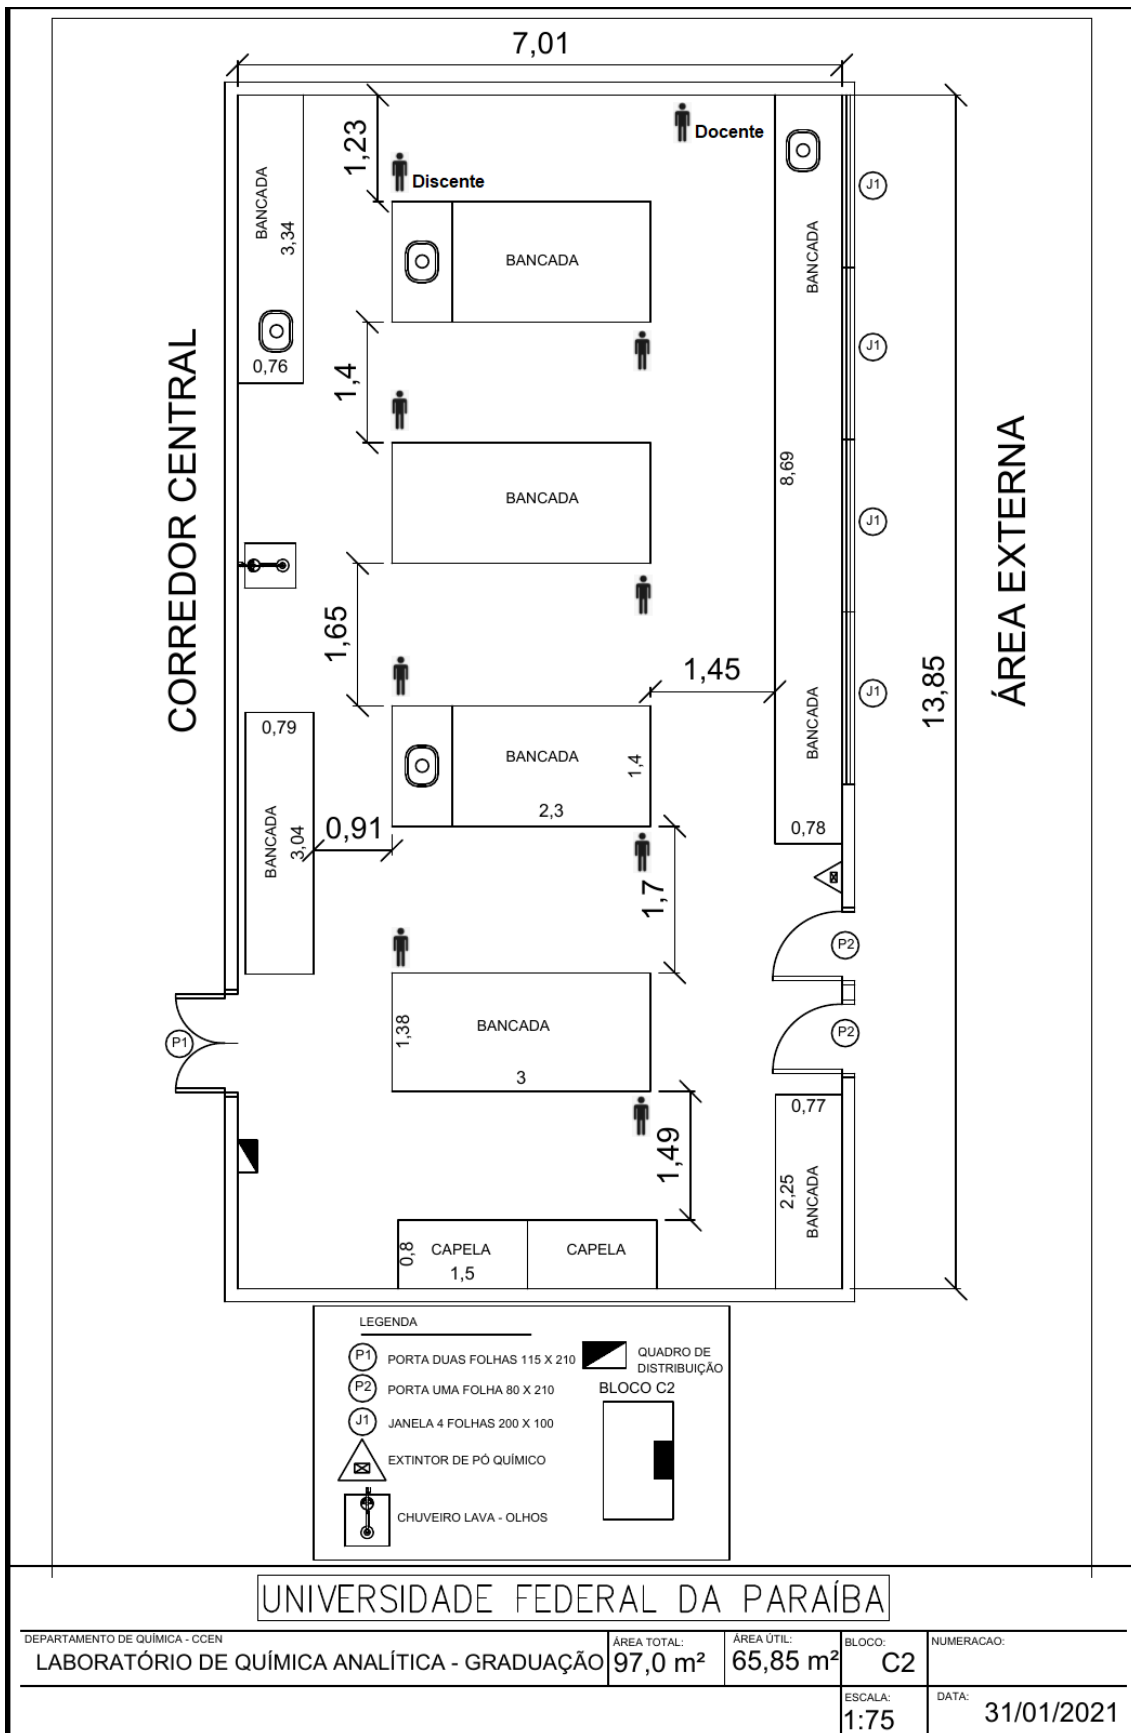 7,01
1,23
Docente
Discente
BANCADA
3,34
0,76
J1
BANCADA
BANCADA
J1
1,4
CORREDOR CENTRAL
ÁREA EXTERNA
BANCADA
8,69
J1
1,65
1,45
J1
13,85
0,79
BANCADA
1,4
2,3
BANCADA
0,78
BANCADA
3,04
0,91
1,7
P2
P1
1,38
BANCADA
3
P2
0,77
1,49
2,25
BANCADA
0,8
CAPELA
1,5
CAPELA
LEGENDA
P1
PORTA DUAS FOLHAS 115 X 210
QUADRO DE
DISTRIBUIÇÃO
P2
PORTA UMA FOLHA 80 X 210
BLOCO C2
J1
JANELA 4 FOLHAS 200 X 100
EXTINTOR DE PÓ QUÍMICO
CHUVEIRO LAVA - OLHOS
UNIVERSIDADE FEDERAL DA PARAÍBA
DEPARTAMENTO DE QUÍMICA - CCEN
LABORATÓRIO DE QUÍMICA ANALÍTICA - GRADUAÇÃO
ÁREA TOTAL:
97,0 m²
ÁREA ÚTIL:
65,85 m²
BLOCO:
C2
NUMERACAO:
ESCALA:
1:75
DATA:
31/01/2021